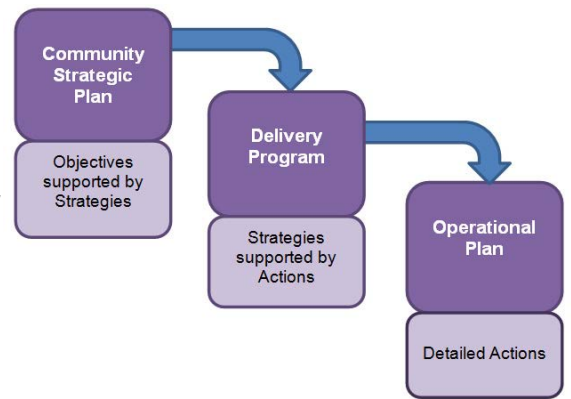 Community
Strategic
Plan
Objectives
supported by
Strategies
Delivery
Program
Strategies
supported by
Actions
Operational
Plan
Detailed Actions